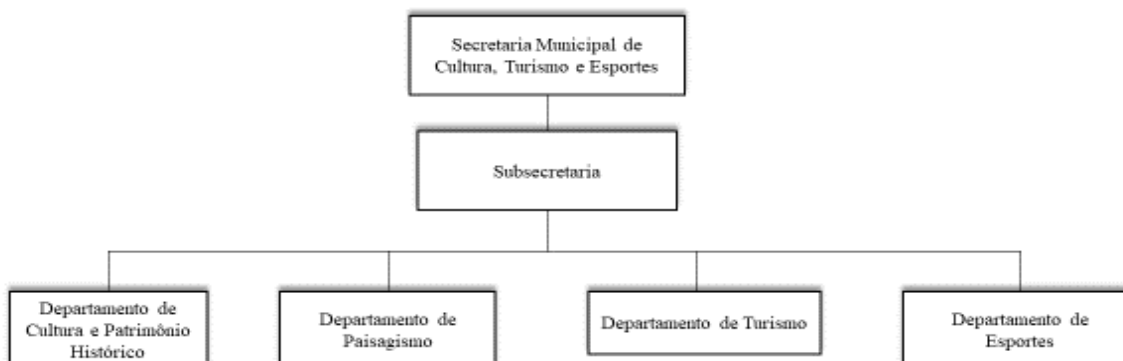 Secretaria Municipal de
Cultura, Turismo e Esportes
Subsecretaria
Departamento de
Cultura e Patrimônio
Histórico
Departamento de
Paisagismo
Departamento de Turismo
Departamento de
Esportes